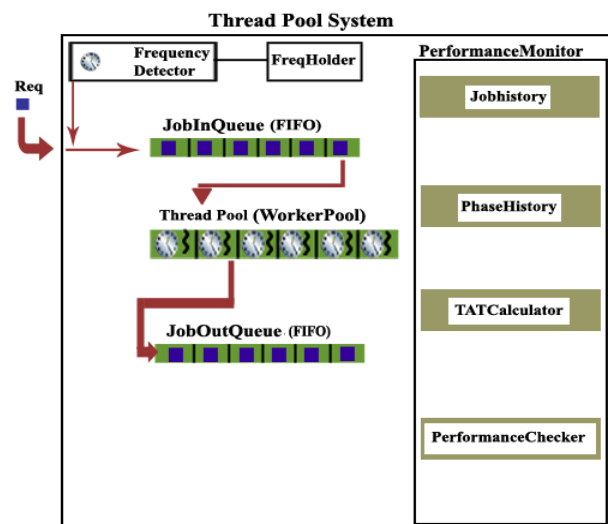 Thread Pool System
Frequency
Detector
FreqHolder
PerformanceMonitor
Req
Jobhistory
JobInQueue (FIFO)
PhaseHistory
Thread Pool (WorkerPool)
TATCalculator
JobOutQueue (FIFO)
PerformanceChecker